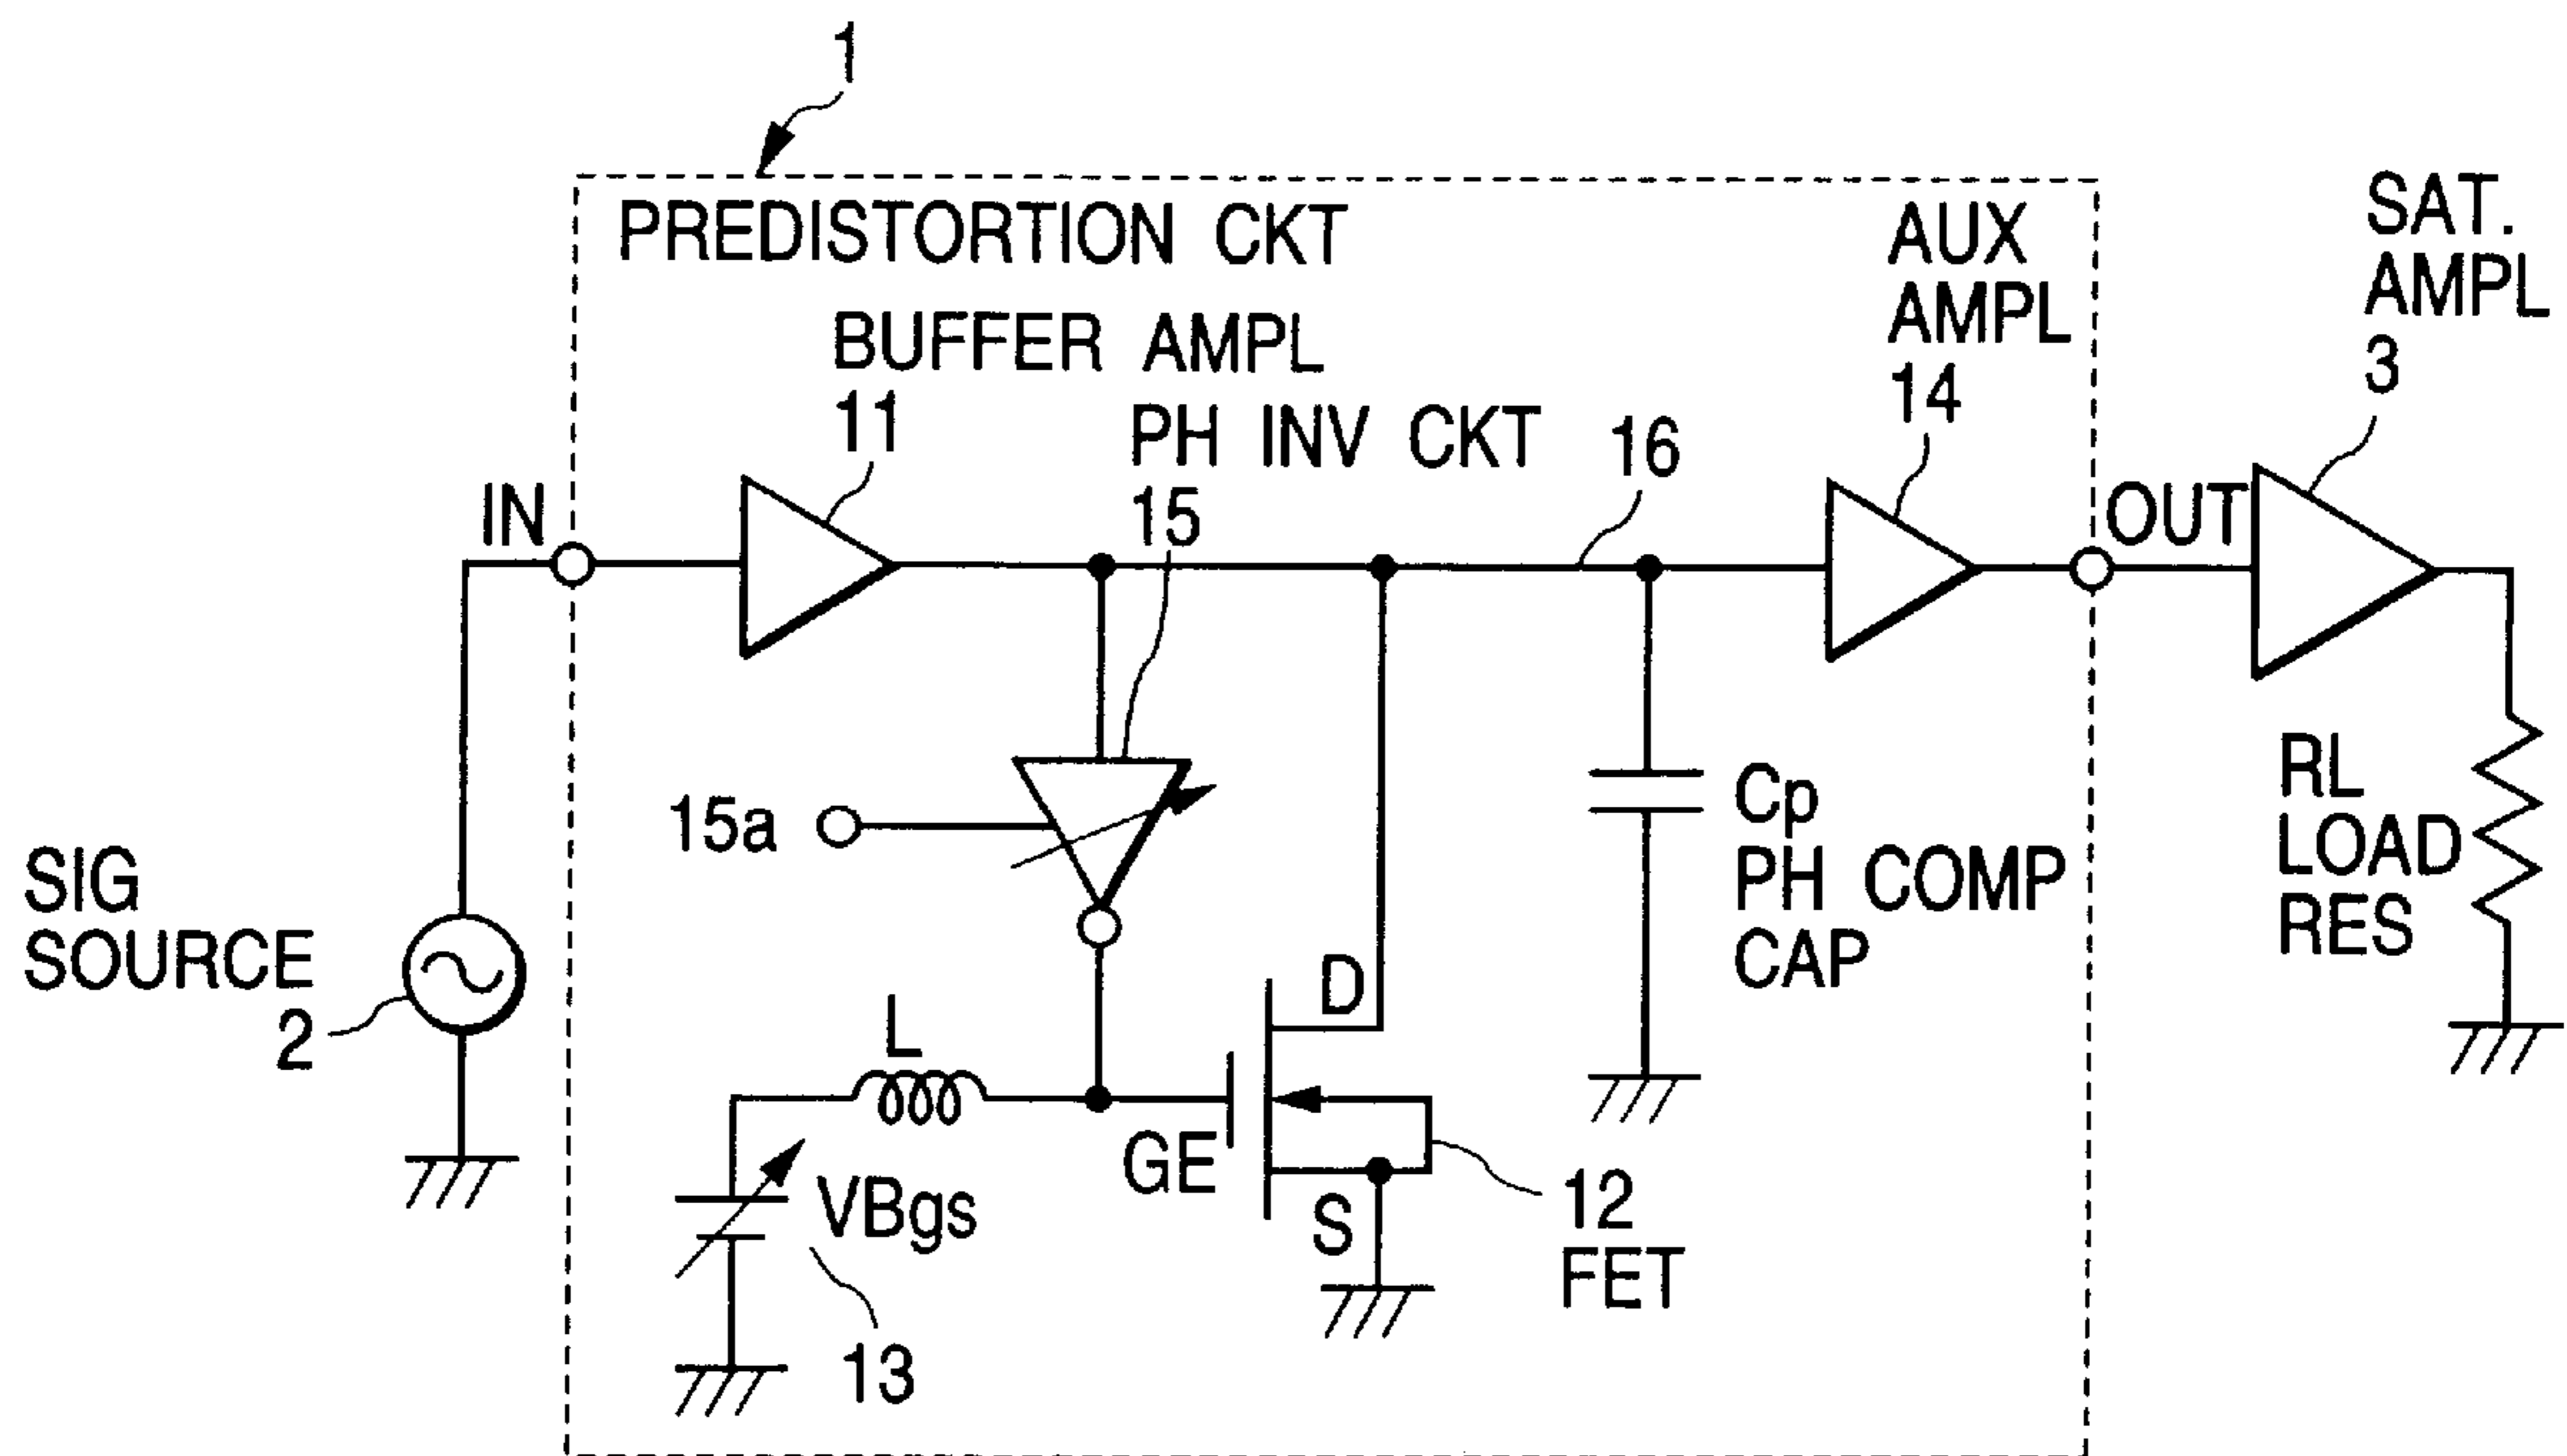 1
PREDISTORTION CKT
AUX
AMPL
14
SAT.
AMPL
3
BUFFER AMPL
11
PH INV CKT
15
16
IN
OUT
15a
Cp
PH COMP
CAP
RL
LOAD
RES
SIG
SOURCE
2
L
D
GE
S
VBgs
13
12
FET